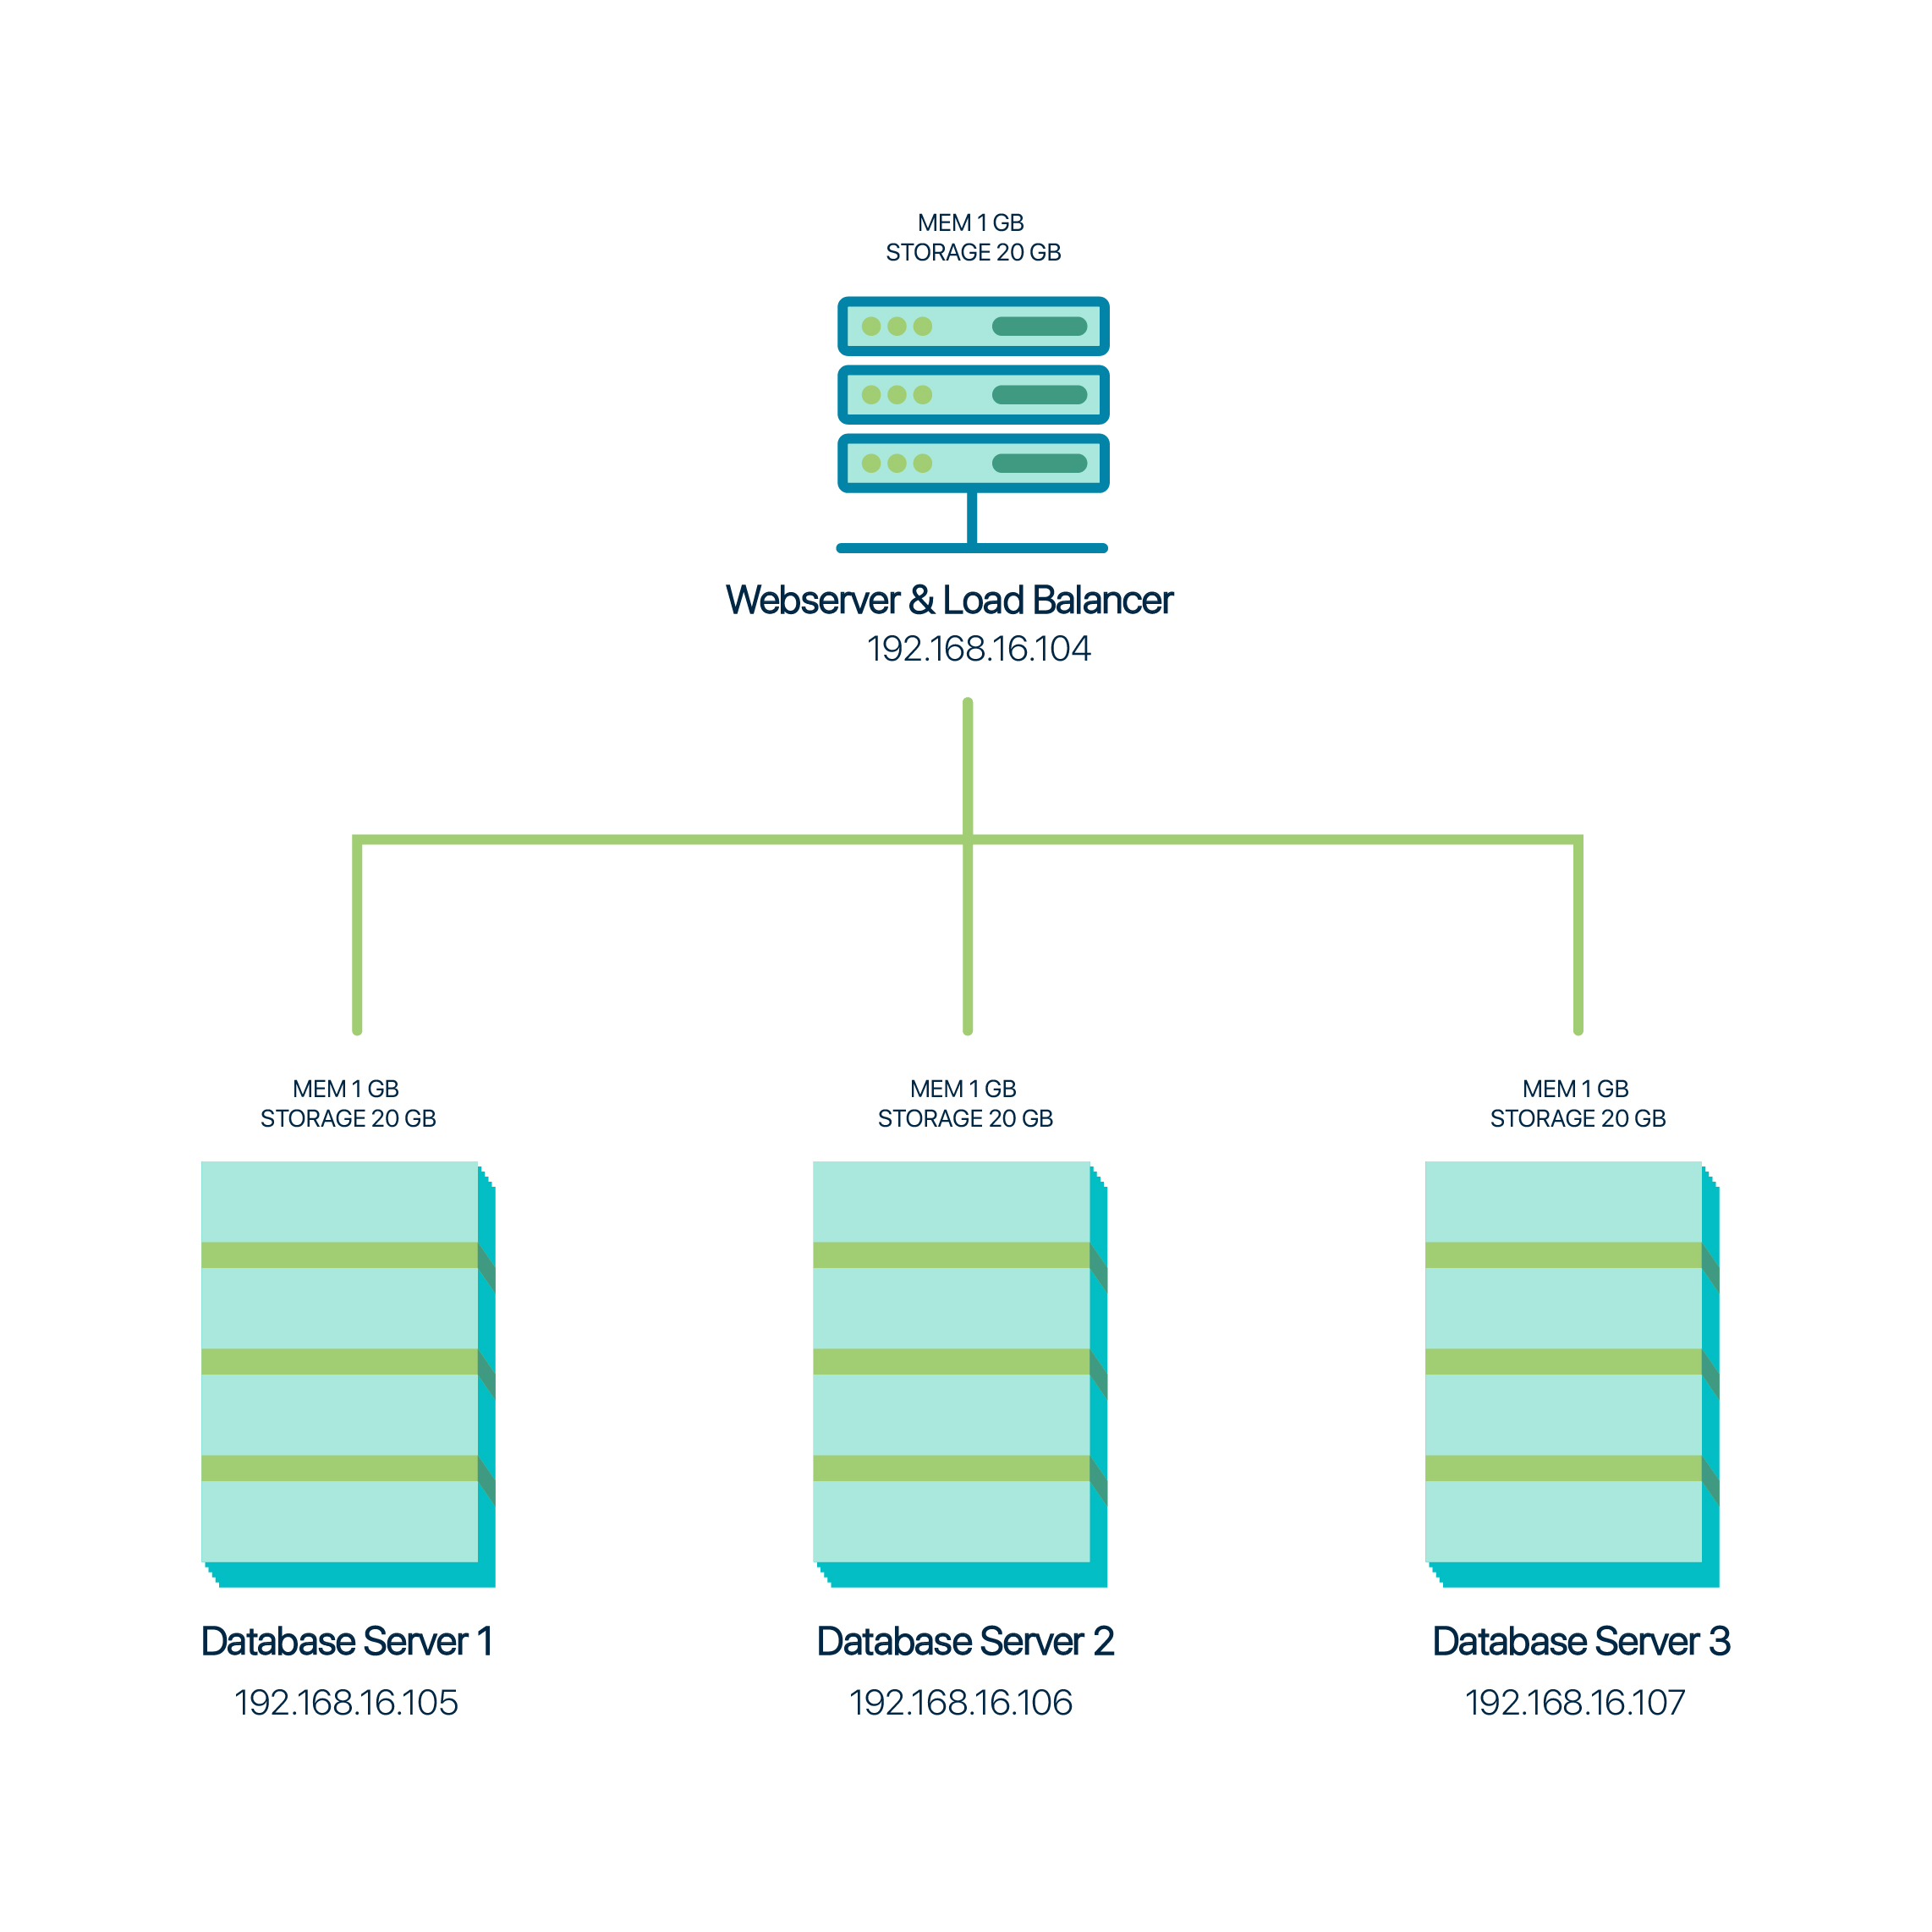 MEM 1 GB
STORAGE 20 GB
Webserver & Load Balancer
192.168.16.104
MEM 1 GB
STORAGE 20 GB
MEM 1 GB
STORAGE 20 GB
MEM 1 GB
STORAGE 20 GB
Database Server 1
192.168.16.105
Database Server 2
192.168.16.106
Database Server 3
192.168.16.107